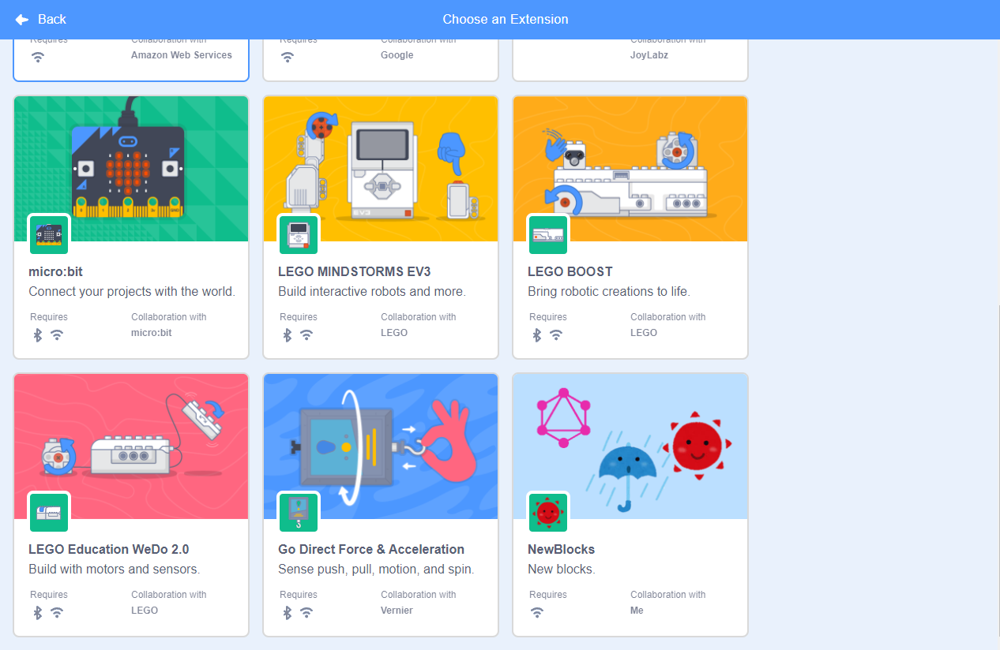 Back
Choose an Extension
Requires
Collaboration with
Amazon Web Services
Collaboration with
Google
Collaboration with
JoyLabz
EV3
micro:bit
Connect your projects with the world.
Requires
Collaboration with
micro:bit
LEGO MINDSTORMS EV3
Build interactive robots and more.
Requires
Collaboration with
LEGO
LEGO BOOST
Bring robotic creations to life.
Requires
Collaboration with
LEGO
LEGO Education WeDo 2.0
Build with motors and sensors.
Requires
Collaboration with
LEGO
Go Direct Force & Acceleration
Sense push, pull, motion, and spin.
Requires
Collaboration with
Vernier
NewBlocks
New blocks.
Requires
Collaboration with
Me